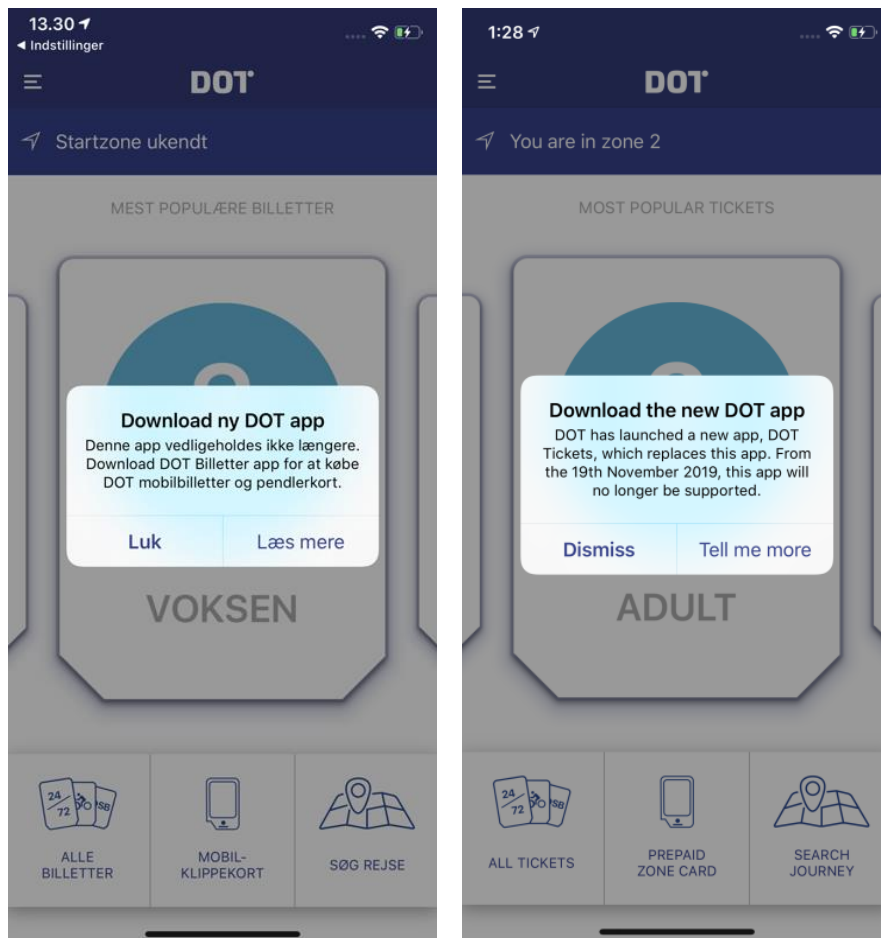 13.30
◀ Indstillinger
DOT
Startzone ukendt
MEST POPULÆRE BILLETTER
Download ny DOT app
Denne app vedligeholdes ikke længere.
Download DOT Billetter app for at købe
DOT mobilbilletter og pendlerkort.
Luk
Læs mere
VOKSEN
24
72
SB
ALLE
BILLETTER
MOBIL-
KLIPPEKORT
SØG REJSE
1:28
DOT
You are in zone 2
MOST POPULAR TICKETS
Download the new DOT app
DOT has launched a new app, DOT
Tickets, which replaces this app. From
the 19th November 2019, this app will
no longer be supported.
Dismiss
Tell me more
ADULT
24
72
SB
ALL TICKETS
PREPAID
ZONE CARD
SEARCH
JOURNEY